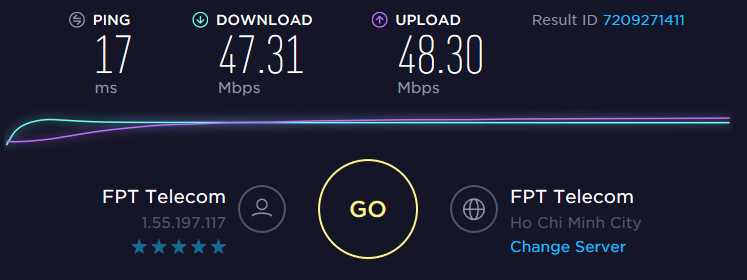 PING
17
ms
DOWNLOAD
47.31
Mbps
UPLOAD
48.30
Mbps
Result ID 7209271411
FPT Telecom
1.55.197.117
GO
FPT Telecom
Ho Chi Minh City
Change Server